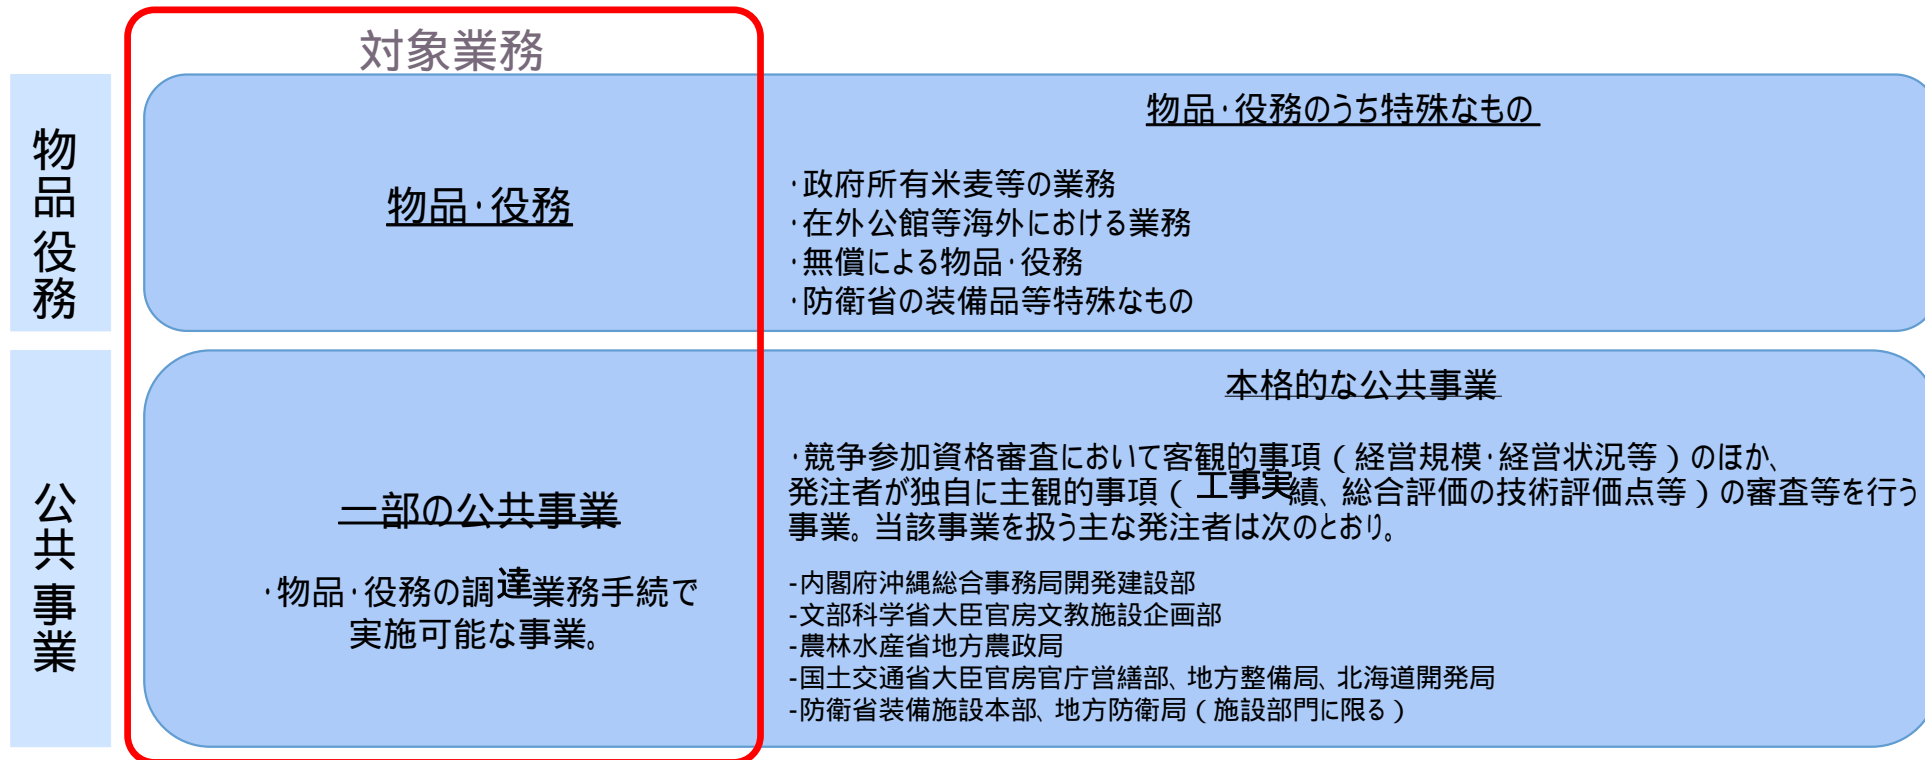 対象業務
物品役務
物品･役務
物品･役務のうち特殊なもの
･政府所有米麦等の業務
･在外公館等海外における業務
･無償による物品･役務
･防衛省の装備品等特殊なもの
公共事業
一部の公共事業
･物品･役務の調達業務手続で
実施可能な事業。
本格的な公共事業
･競争参加資格審査において客観的事項（経営規模･経営状況等）のほか、
発注者が独自に主観的事項（工事実績、総合評価の技術評価点等）の審査等を行う
事業。当該事業を扱う主な発注者は次のとおり。
-内閣府沖縄総合事務局開発建設部
-文部科学省大臣官房文教施設企画部
-農林水産省地方農政局
-国土交通省大臣官房官庁営繕部、地方整備局、北海道開発局
-防衛省装備施設本部、地方防衛局（施設部門に限る）